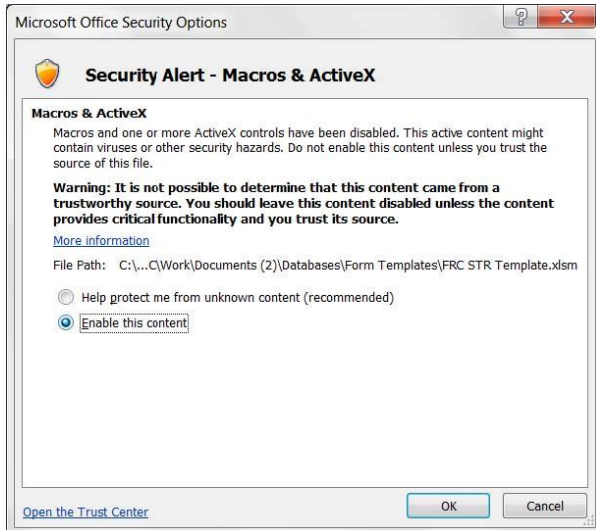 Microsoft Office Security Options
Security Alert - Macros & ActiveX
Macros & ActiveX
Macros and one or more ActiveX controls have been disabled. This active content might
contain viruses or other security hazards. Do not enable this content unless you trust the
source of this file.
Warning: It is not possible to determine that this content came from a
trustworthy source. You should leave this content disabled unless the content
provides critical functionality and you trust its source.
More information
File Path: C:\...C\Work\Documents (2)\Databases\Form Templates\FRC STR Template.xlsm
Help protect me from unknown content (recommended)
Enable this content
Open the Trust Center
OK
Cancel